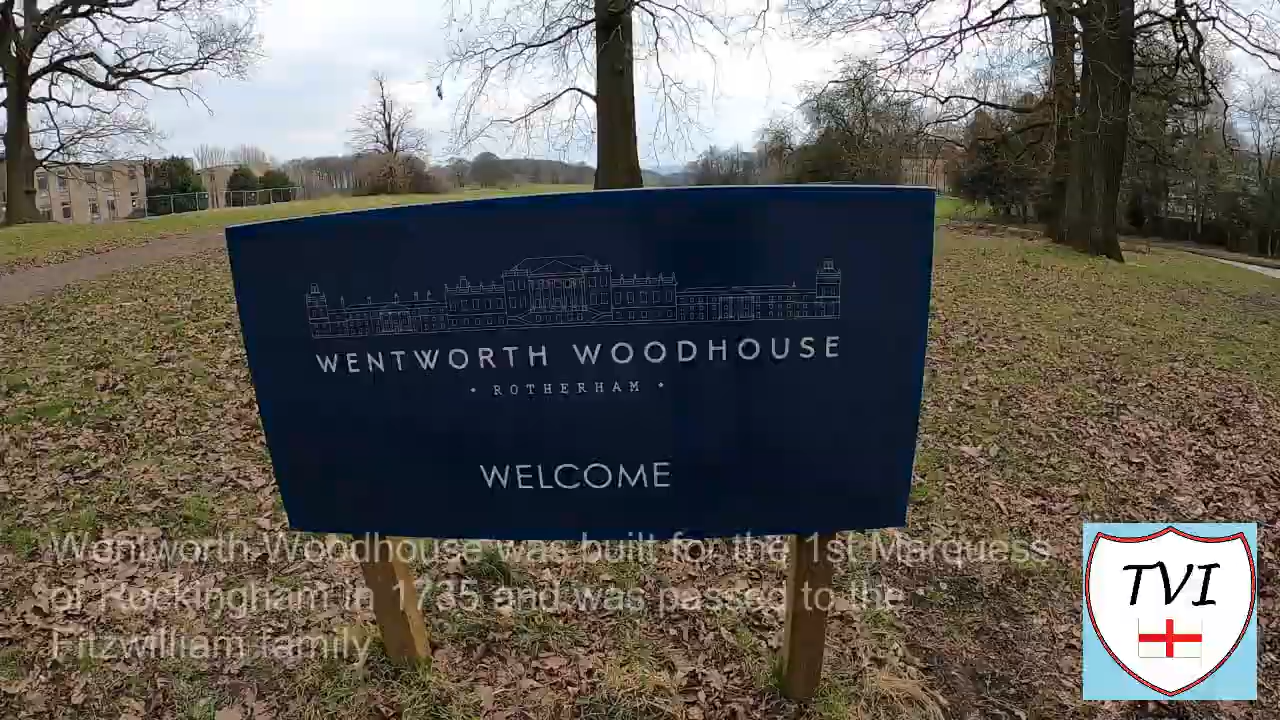 WENTWORTH WOODHOUSE
• ROTHERHAM •
WELCOME
Wentworth Woodhouse was built for the 1st Marquess
of Rockingham in 1735 and was passed to the
Fitzwilliam family
TVI